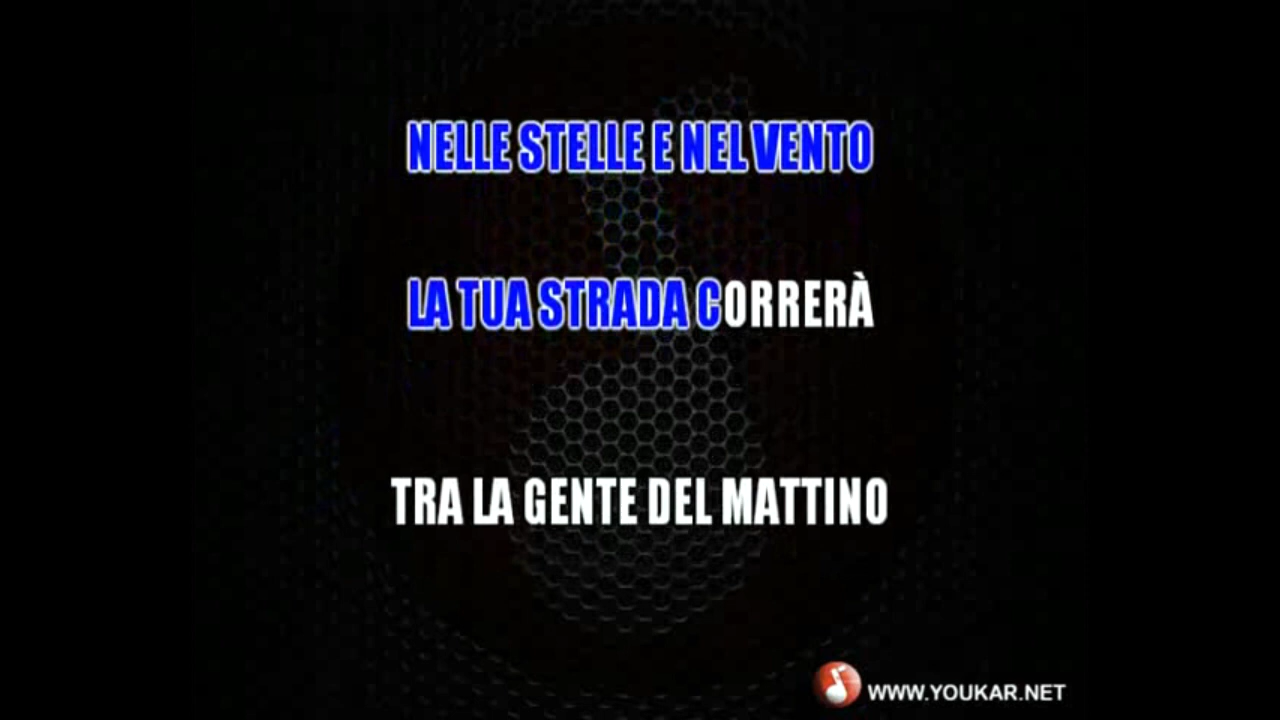 NELLE STELLE E NEL VENTO
LA TUA STRADA CORRERÀ
TRA LA GENTE DEL MATTINO
WWW.YOUKAR.NET